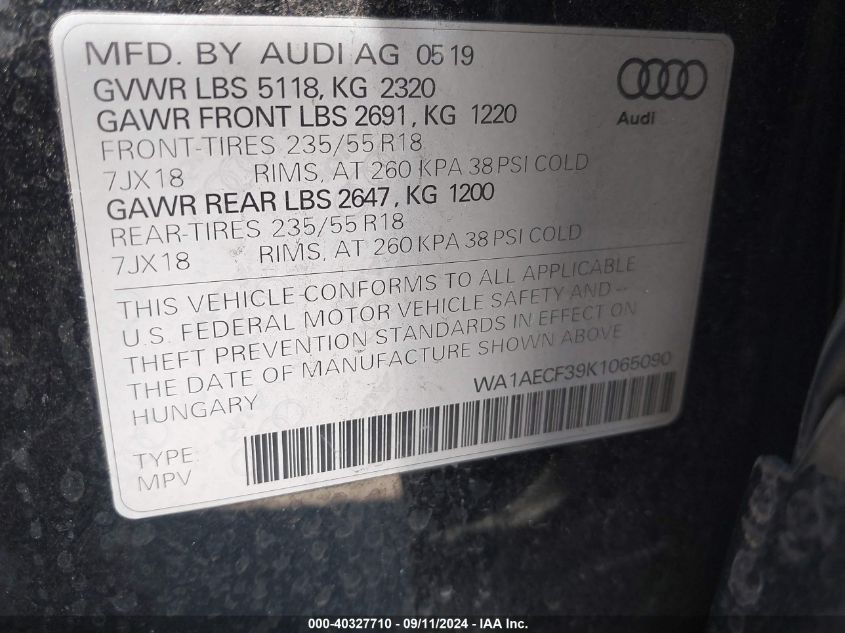 MFD. BY AUDI AG 05 19
GVWR LBS 5118, KG 2320
GAWR FRONT LBS 2691, KG 1220
FRONT-TIRES 235/55 R18
7JX18 RIMS, AT 260 KPA 38 PSI COLD
GAWR REAR LBS 2647, KG 1200
REAR-TIRES 235/55 R18
7JX18 RIMS, AT 260 KPA 38 PSI COLD
Audi
THIS VEHICLE CONFORMS TO ALL APPLICABLE
U.S. FEDERAL MOTOR VEHICLE SAFETY AND
THEFT PREVENTION STANDARDS IN EFFECT ON
THE DATE OF MANUFACTURE SHOWN ABOVE
HUNGARY WA1AECF39K1065090
TYPE:
MPV
000-40327710 - 09/11/2024 - IAA Inc.